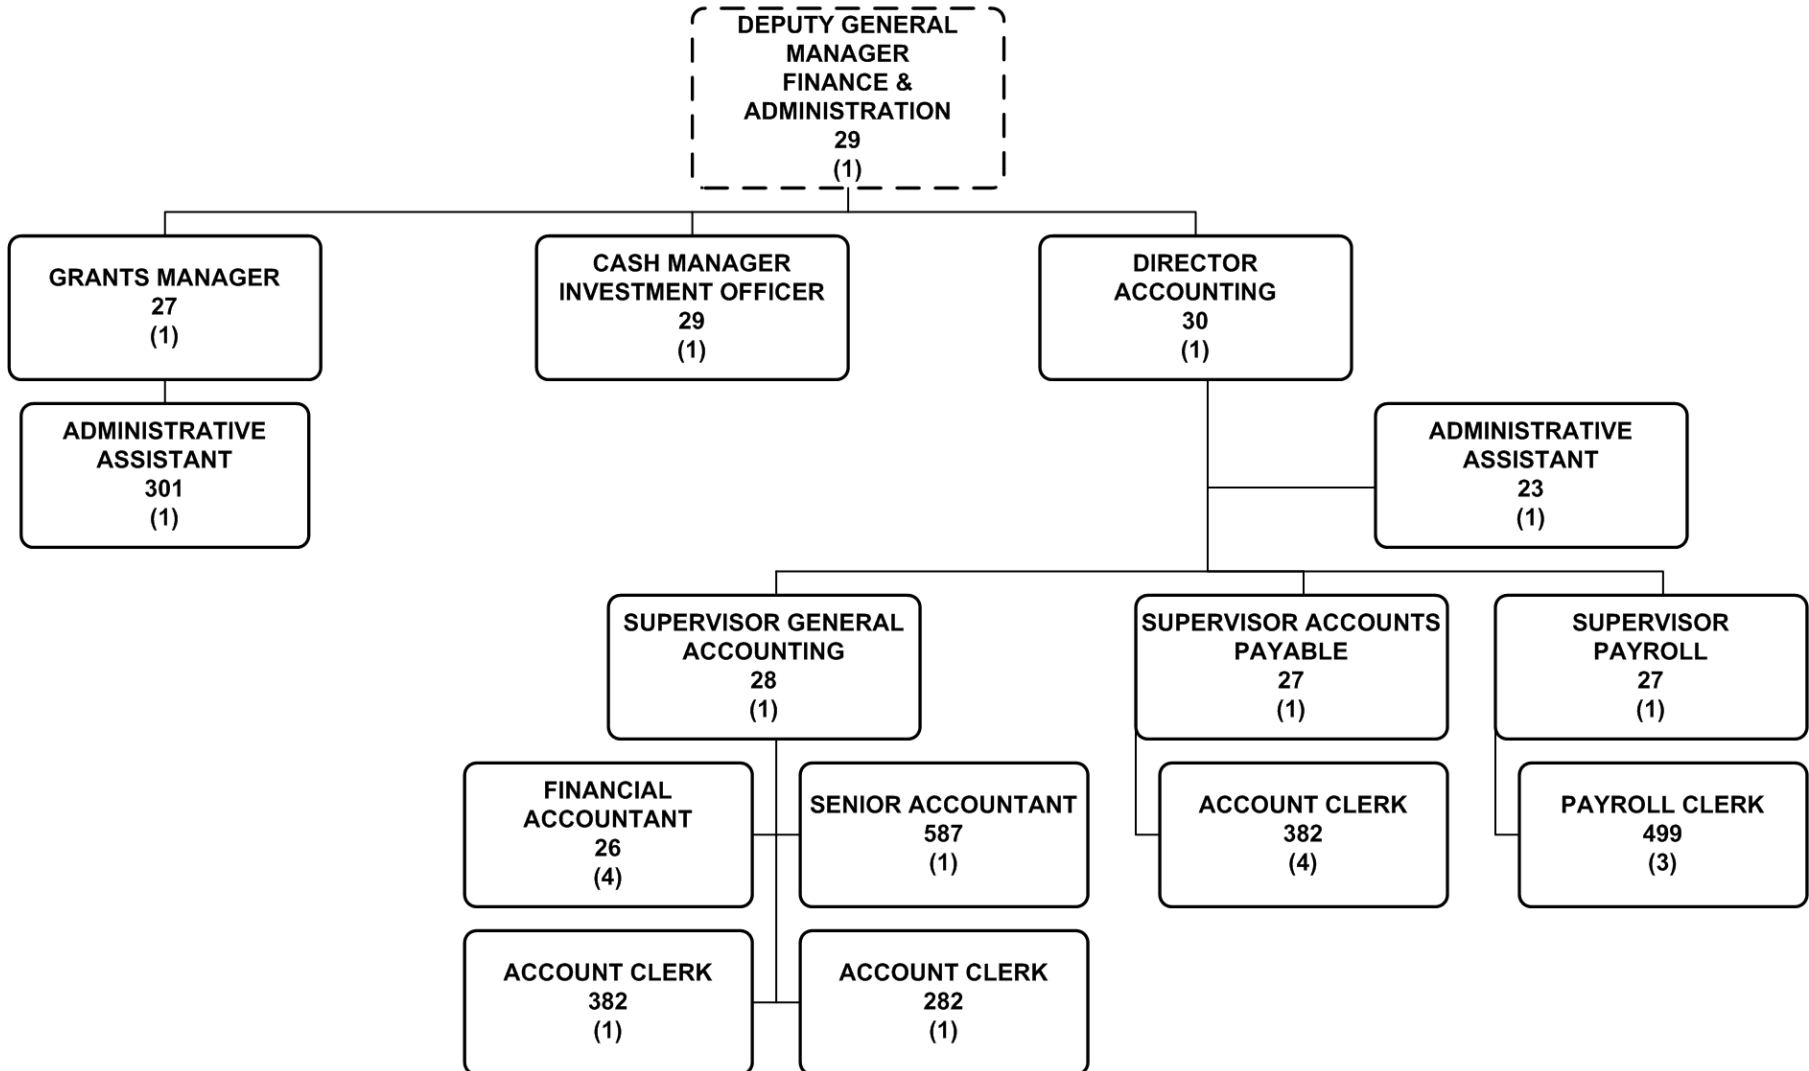 DEPUTY GENERAL
MANAGER
FINANCE &
ADMINISTRATION
29
(1)
GRANTS MANAGER
27
(1)
CASH MANAGER
INVESTMENT OFFICER
29
(1)
DIRECTOR
ACCOUNTING
30
(1)
ADMINISTRATIVE
ASSISTANT
301
(1)
ADMINISTRATIVE
ASSISTANT
23
(1)
SUPERVISOR GENERAL
ACCOUNTING
28
(1)
SUPERVISOR ACCOUNTS
PAYABLE
27
(1)
SUPERVISOR
PAYROLL
27
(1)
FINANCIAL
ACCOUNTANT
26
(4)
SENIOR ACCOUNTANT
587
(1)
ACCOUNT CLERK
382
(4)
PAYROLL CLERK
499
(3)
ACCOUNT CLERK
382
(1)
ACCOUNT CLERK
282
(1)